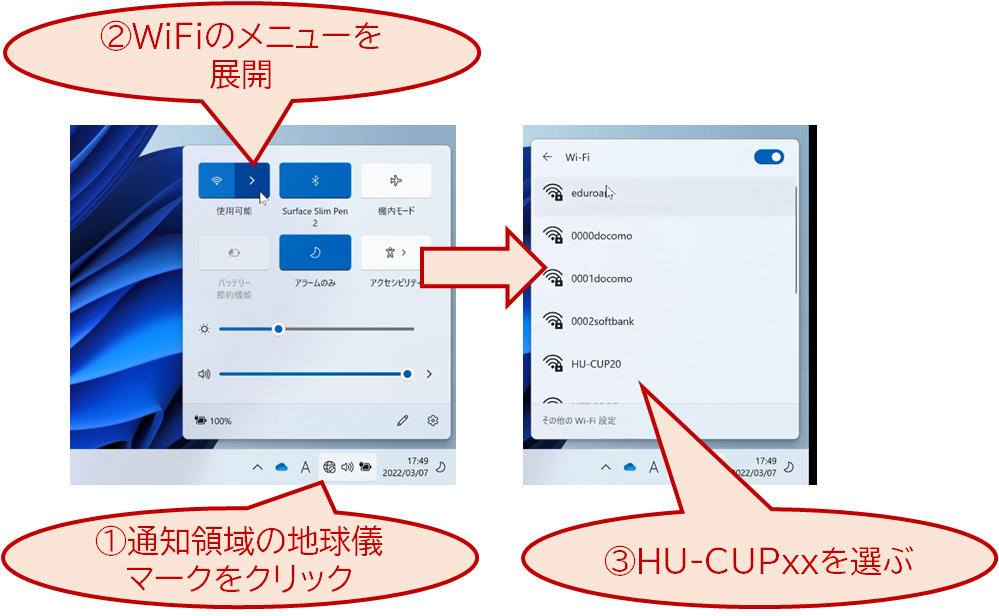 ②WiFiのメニューを
展開
使用可能
Surface Slim Pen
2
機内モード
バッテリー
節約機能
アラームのみ
アクセシビリティ
100%
A
17:49
2022/03/07
①通知領域の地球儀
マークをクリック
Wi-Fi
eduroam
0000docomo
0001docomo
0002softbank
HU-CUP20
その他の Wi-Fi 設定
A
17:49
2022/03/07
③HU-CUPxxを選ぶ